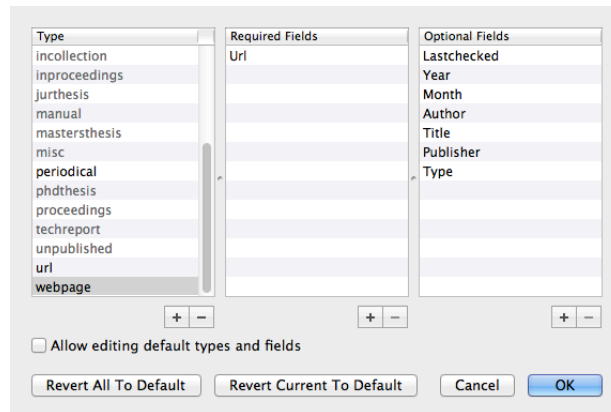 Type
Required Fields
Optional Fields
incollection
inproceedings
jurthesis
manual
mastersthesis
misc
periodical
phdthesis
proceedings
techreport
unpublished
url
webpage
Url
Lastchecked
Year
Month
Author
Title
Publisher
Type
+ −
+ −
+ −
Allow editing default types and fields
Revert All To Default
Revert Current To Default
Cancel
OK